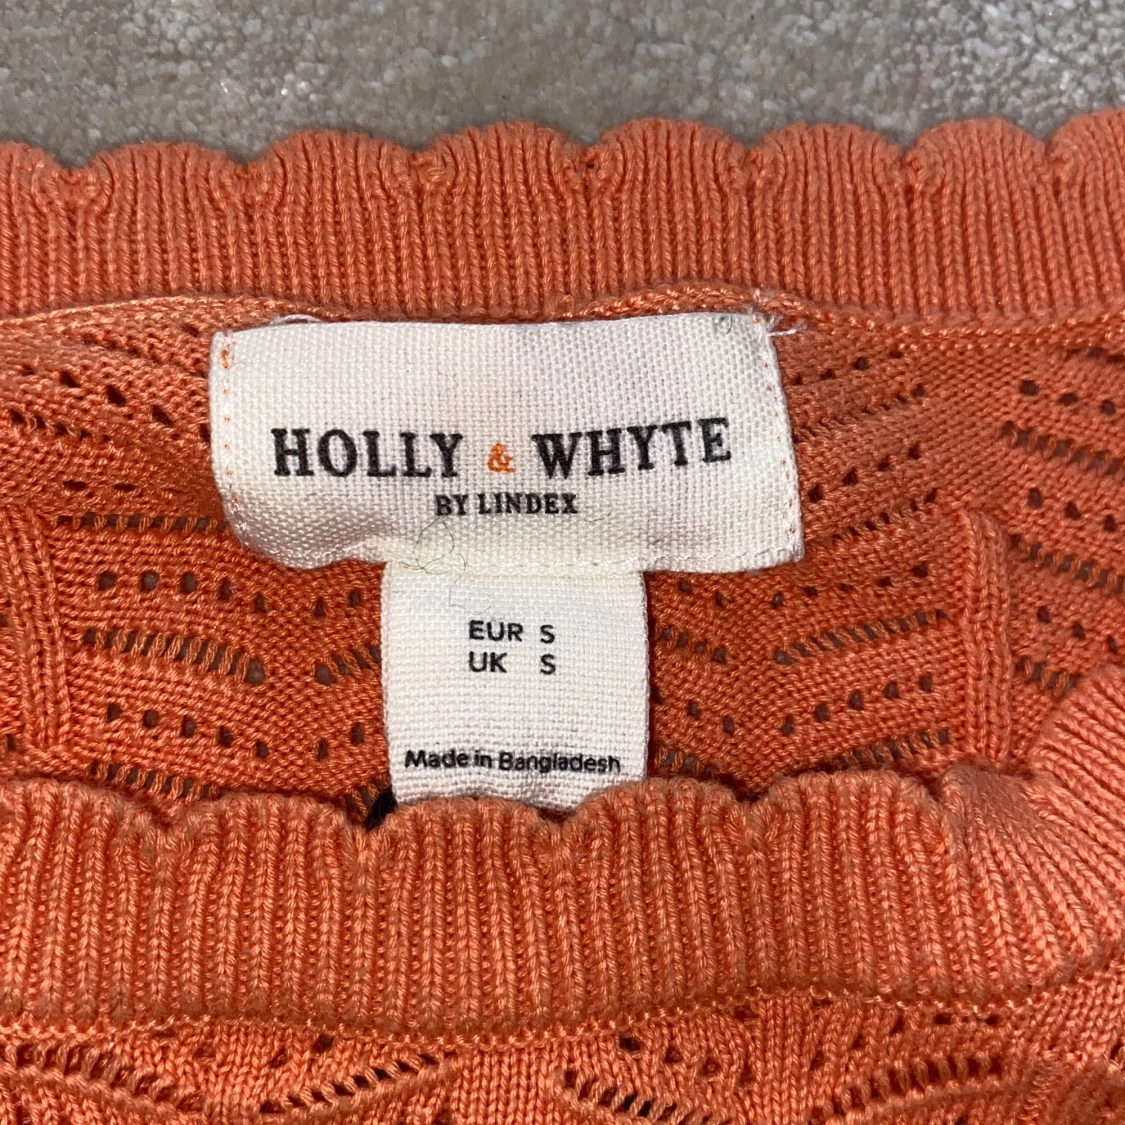 HOLLY & WHYTE
BY LINDEX
EUR S
UK S
Made in Bangladesh